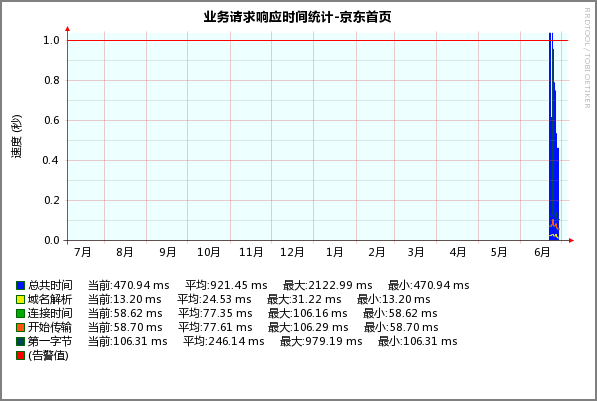 业务请求响应时间统计-京东首页
RRDTOOL / TOBI OETIKER
速度 (秒)
1.0
0.8
0.6
0.4
0.2
0.0
7月 8月 9月 10月 11月 12月 1月 2月 3月 4月 5月 6月
总共时间 当前:470.94 ms 平均:921.45 ms 最大:2122.99 ms 最小:470.94 ms
域名解析 当前:13.20 ms 平均:24.53 ms 最大:31.22 ms 最小:13.20 ms
连接时间 当前:58.62 ms 平均:77.35 ms 最大:106.16 ms 最小:58.62 ms
开始传输 当前:58.70 ms 平均:77.61 ms 最大:106.29 ms 最小:58.70 ms
第一字节 当前:106.31 ms 平均:246.14 ms 最大:979.19 ms 最小:106.31 ms
(告警值)